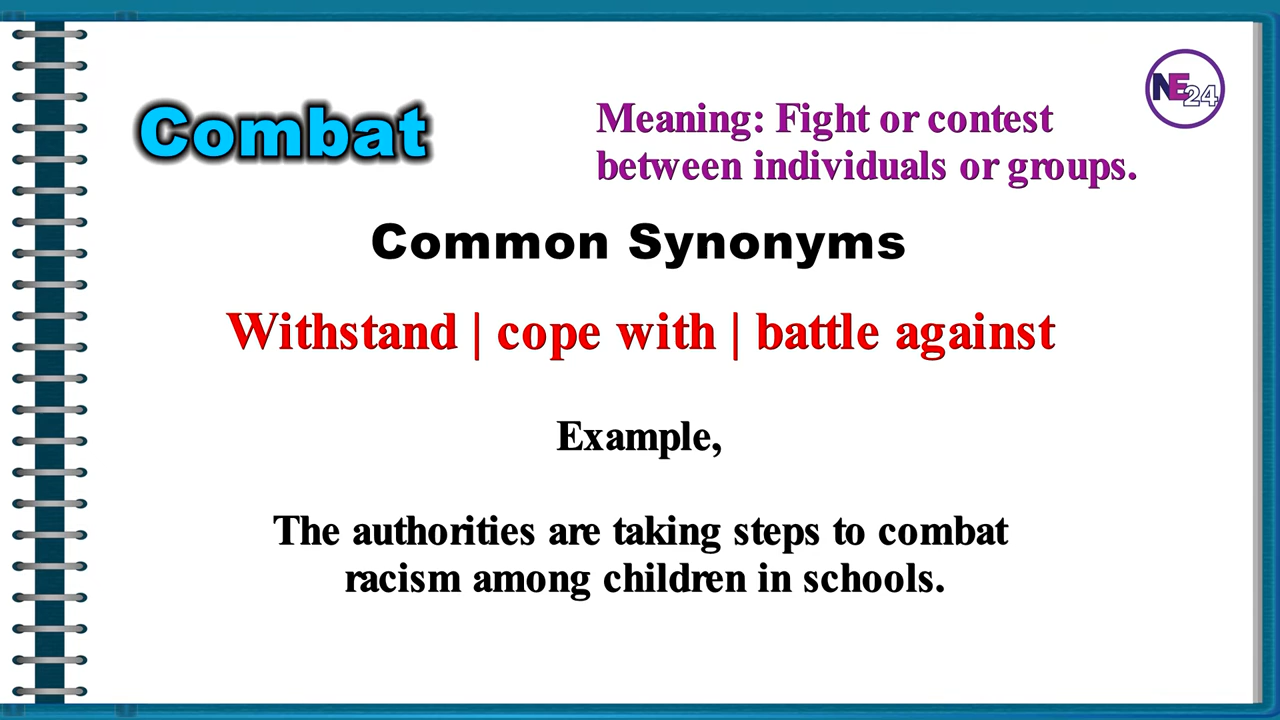 Combat
Meaning: Fight or contest
between individuals or groups.
NE24
Common Synonyms
Withstand | cope with | battle against
Example,
The authorities are taking steps to combat
racism among children in schools.